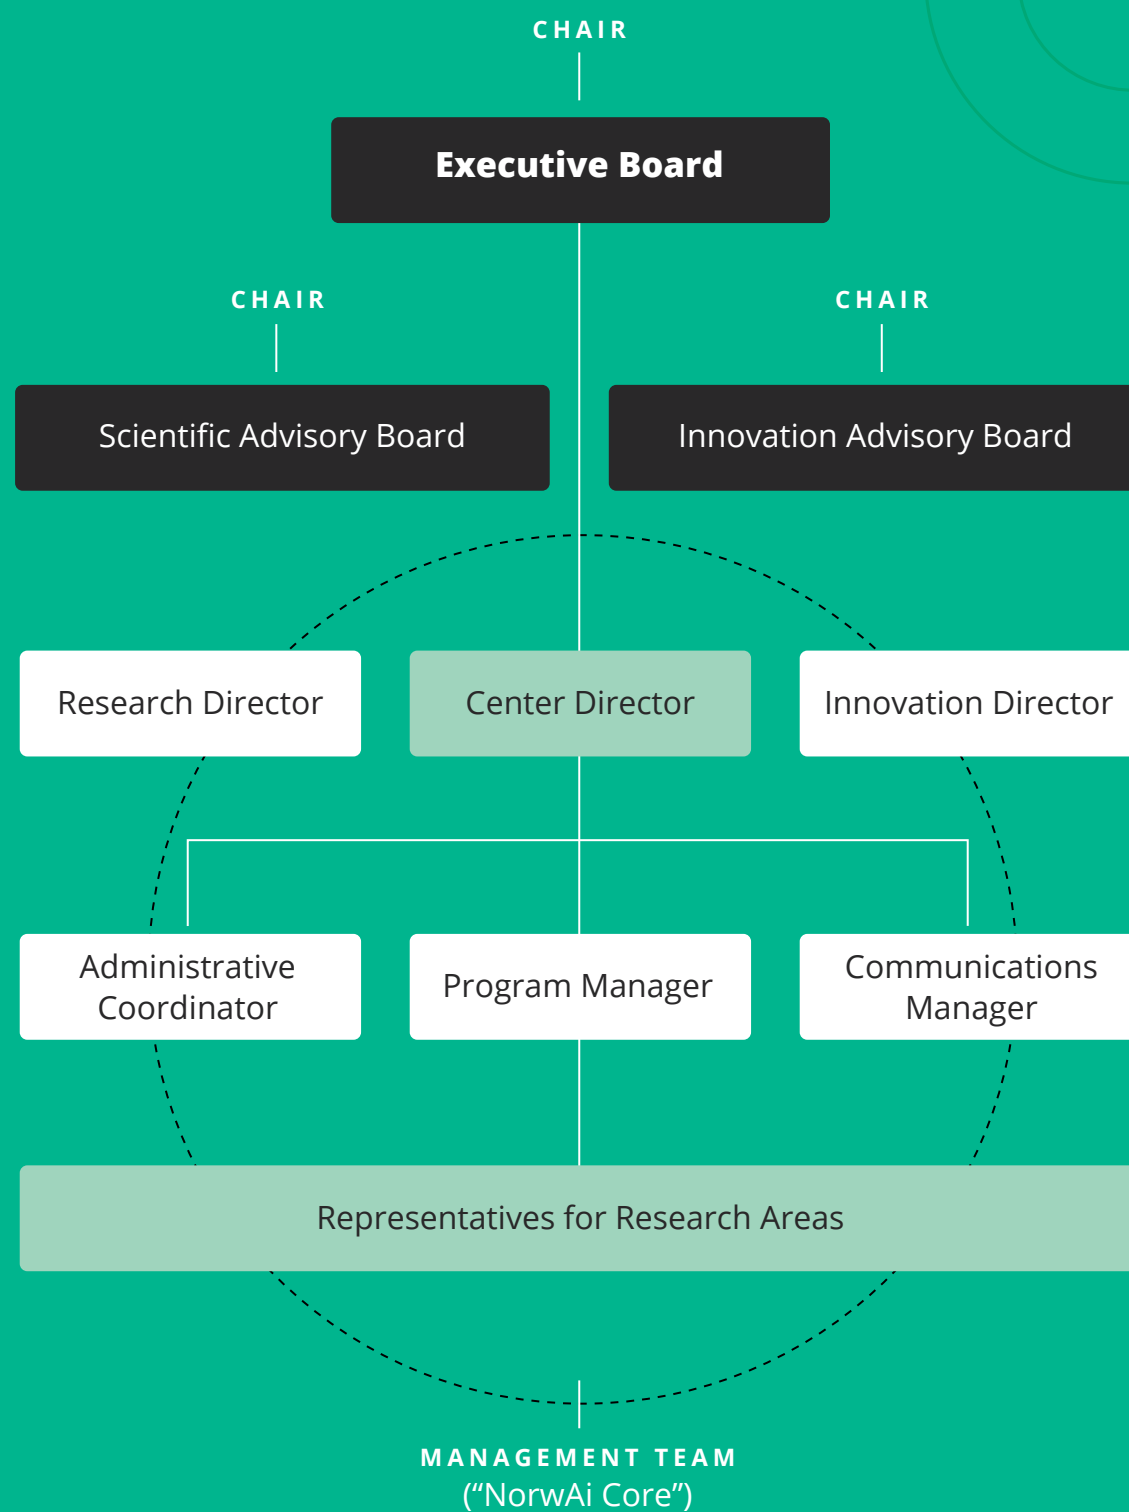 CHAIR
Executive Board
CHAIR
CHAIR
Scientific Advisory Board
Innovation Advisory Board
Research Director
Center Director
Innovation Director
Administrative
Coordinator
Program Manager
Communications
Manager
Representatives for Research Areas
MANAGEMENT TEAM
(“NorwAi Core”)